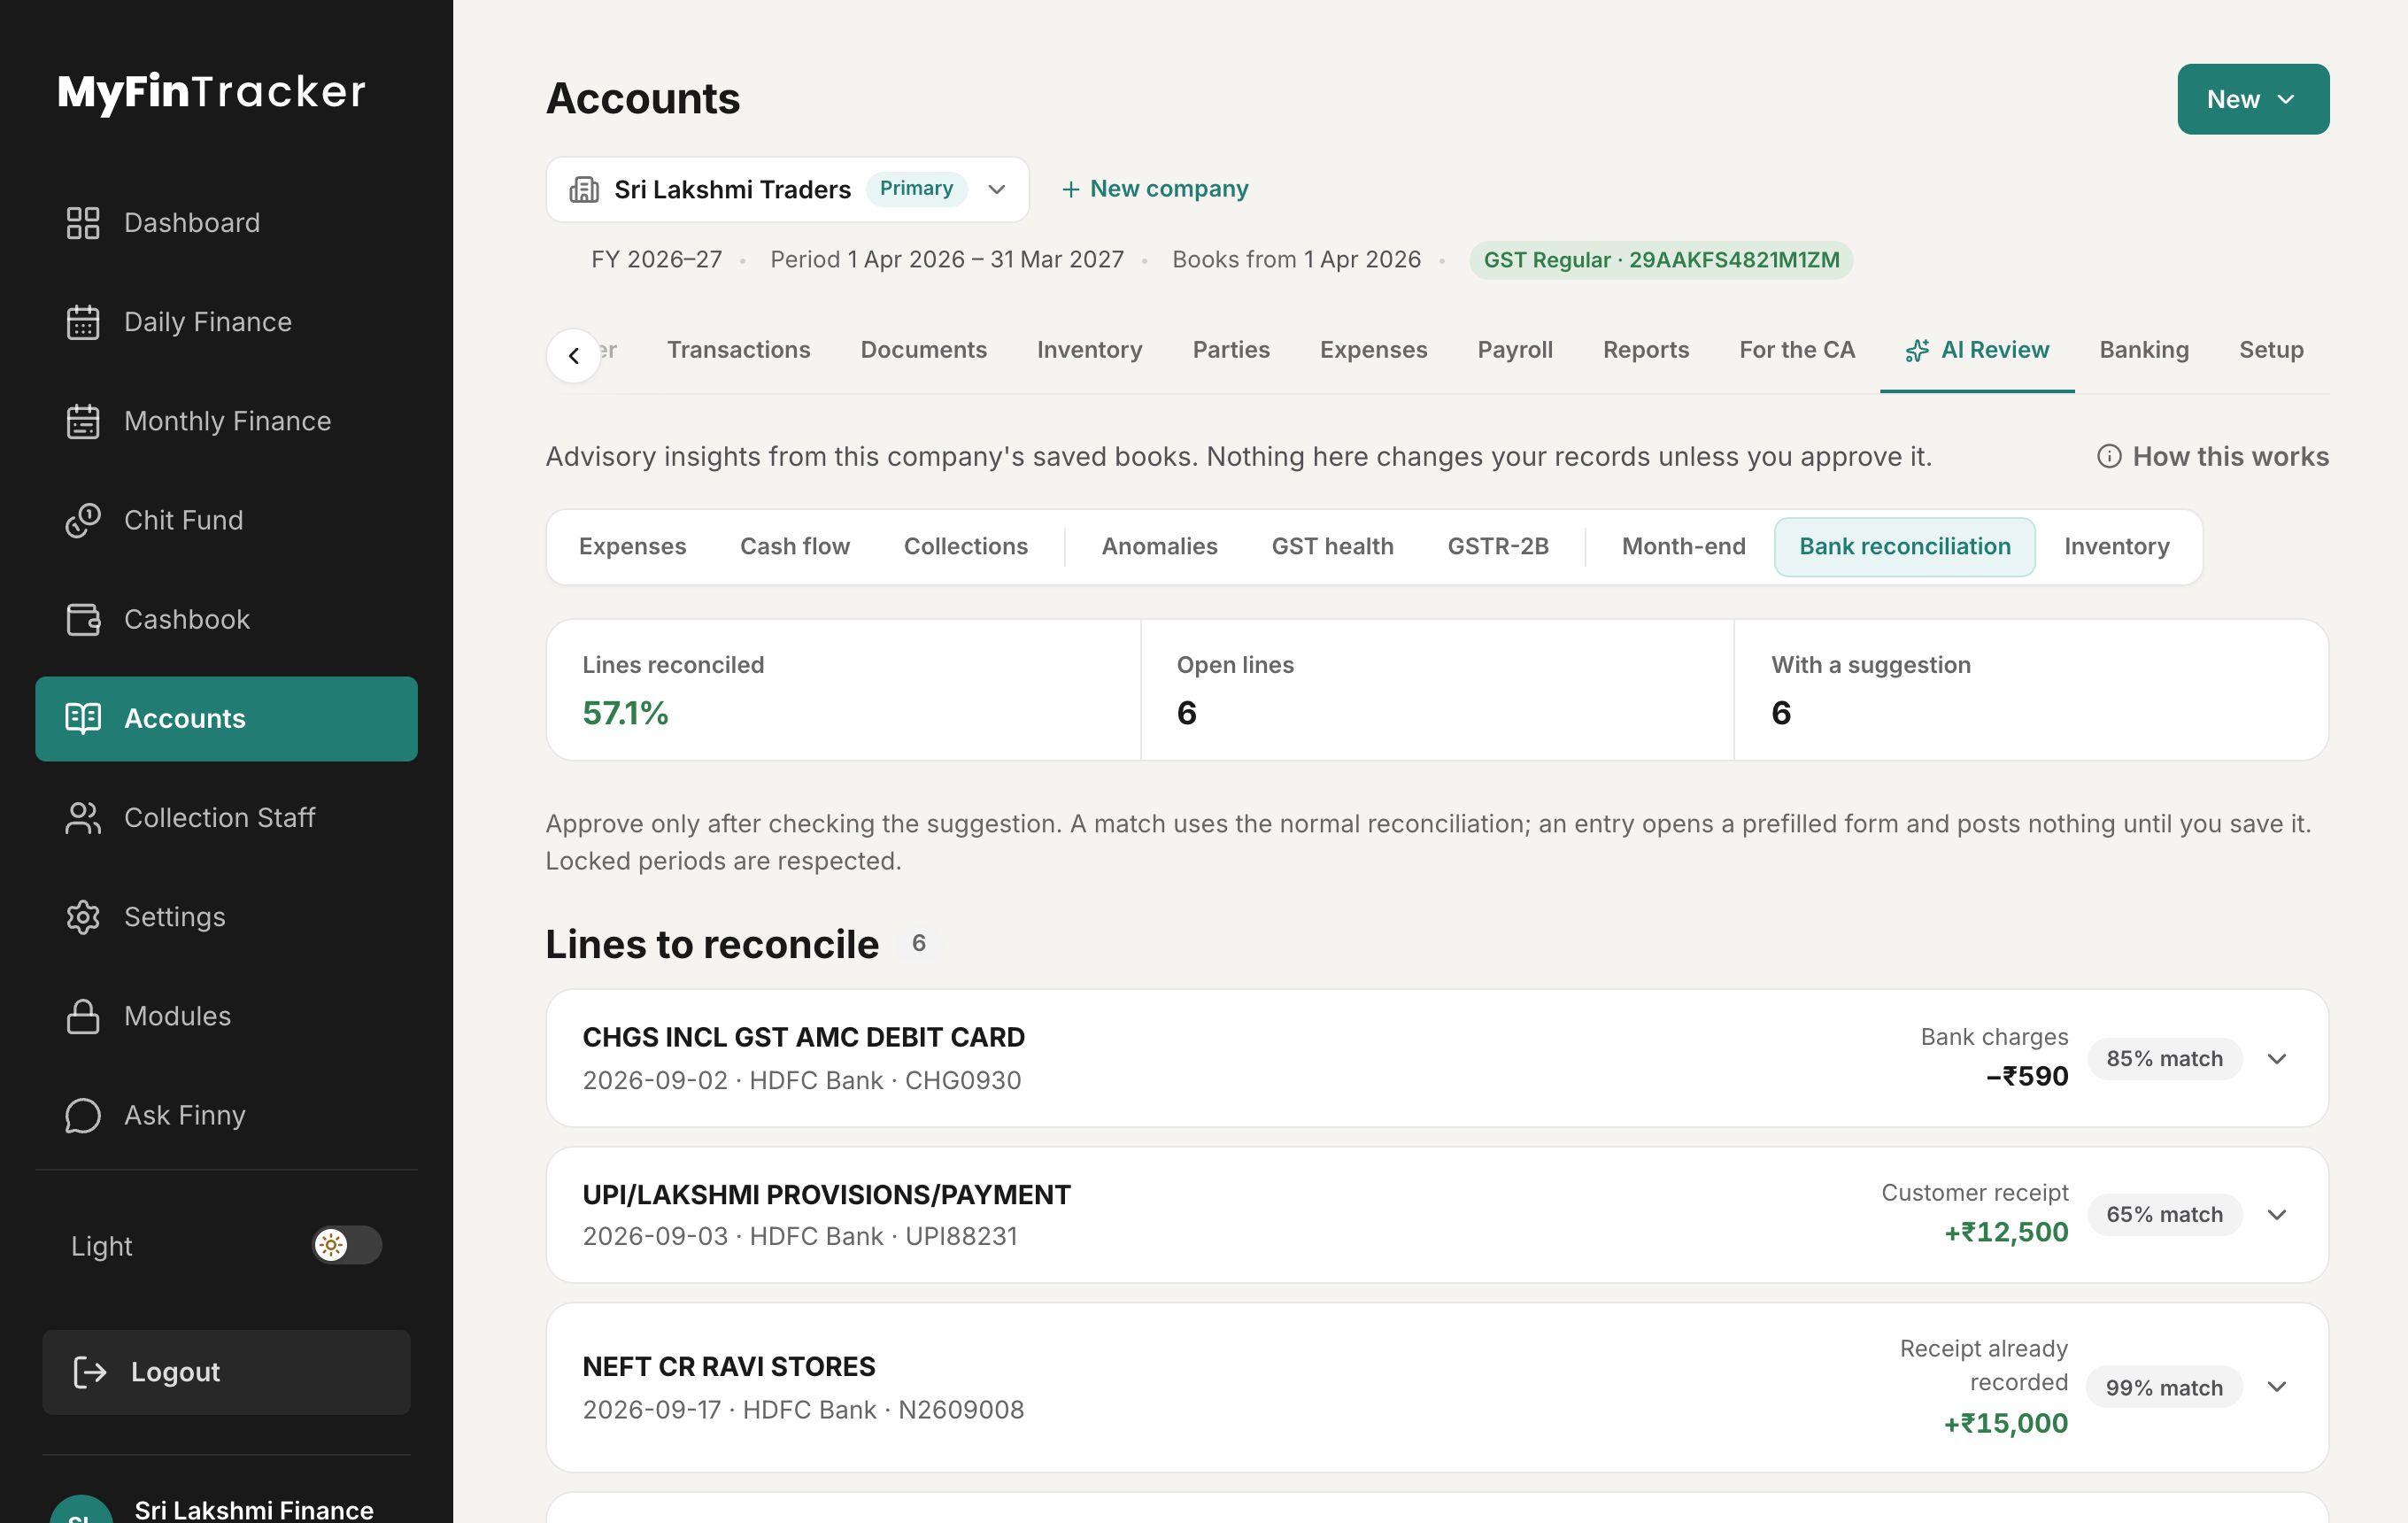 MyFinTracker
Dashboard
Daily Finance
Monthly Finance
Chit Fund
Cashbook
Accounts
Collection Staff
Settings
Modules
Ask Finny
Light
Logout
Sri Lakshmi Finance
Accounts
New
Sri Lakshmi Traders Primary
+ New company
FY 2026–27 • Period 1 Apr 2026 – 31 Mar 2027 • Books from 1 Apr 2026 • GST Regular · 29AAKFS4821M1ZM
Transactions Documents Inventory Parties Expenses Payroll Reports For the CA AI Review Banking Setup
Advisory insights from this company's saved books. Nothing here changes your records unless you approve it.
How this works
Expenses Cash flow Collections Anomalies GST health GSTR-2B Month-end Bank reconciliation Inventory
Lines reconciled
57.1%
Open lines
6
With a suggestion
6
Approve only after checking the suggestion. A match uses the normal reconciliation; an entry opens a prefilled form and posts nothing until you save it.
Locked periods are respected.
Lines to reconcile 6
CHGS INCL GST AMC DEBIT CARD
2026-09-02 · HDFC Bank · CHG0930
Bank charges
−₹590
85% match
UPI/LAKSHMI PROVISIONS/PAYMENT
2026-09-03 · HDFC Bank · UPI88231
Customer receipt
+₹12,500
65% match
NEFT CR RAVI STORES
2026-09-17 · HDFC Bank · N2609008
Receipt already
recorded
+₹15,000
99% match